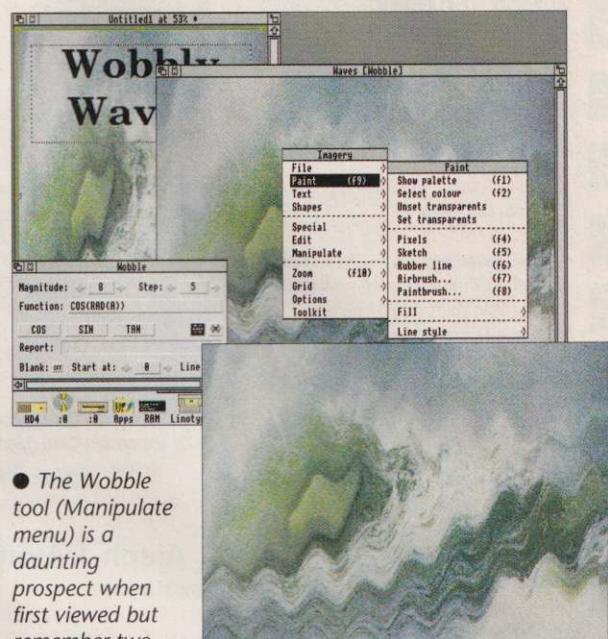 Untitled1 at 53% *
Wobbly
Wav
Waves [Wobble]
Imagery
File
Paint (f9)
Text
Shapes
Special
Edit
Manipulate
Zoom (f10)
Grid
Options
Toolkit
Paint
Show palette (f1)
Select colour (f2)
Unset transparents
Set transparents
Pixels (f4)
Sketch (f5)
Rubber line (f6)
Airbrush... (f7)
Paintbrush... (f8)
Fill
Line style
Wobble
Magnitude: 8 Step: 5
Function: COS(RAD(A))
COS SIN TAN
Report:
Blank: OFF Start at: 0 Line
HD4 :0 :0 Apps RAM Linoty
● The Wobble
tool (Manipulate
menu) is a
daunting
prospect when
first viewed but
remember two